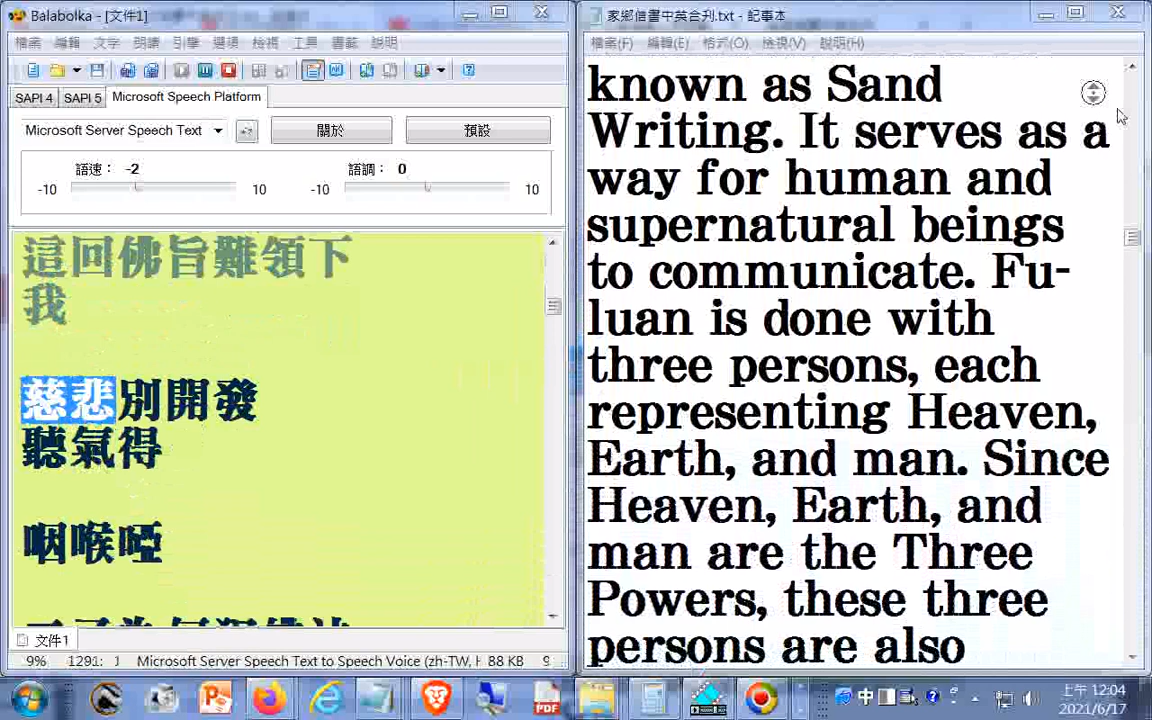 Balabolka - [文件1]
檔案 編輯 文字 朗讀 引擎 選項 檢視 工具 書籤 說明
SAPI 4 SAPI 5 Microsoft Speech Platform
Microsoft Server Speech Text 關於 預設
語速： -2 語調： 0
-10 10 -10 10
這回佛旨難領下
我
慈悲別開發
聽氣得
咽喉啞
文件1
9% 1291: 1 Microsoft Server Speech Text to Speech Voice (zh-TW, H 88 KB 9
家鄉信書中英合刋.txt - 記事本
檔案(F) 編輯(E) 格式(O) 檢視(V) 說明(H)
known as Sand
Writing. It serves as a
way for human and
supernatural beings
to communicate. Fu-
luan is done with
three persons, each
representing Heaven,
Earth, and man. Since
Heaven, Earth, and
man are the Three
Powers, these three
persons are also
中
上午 12:04
2021/6/17